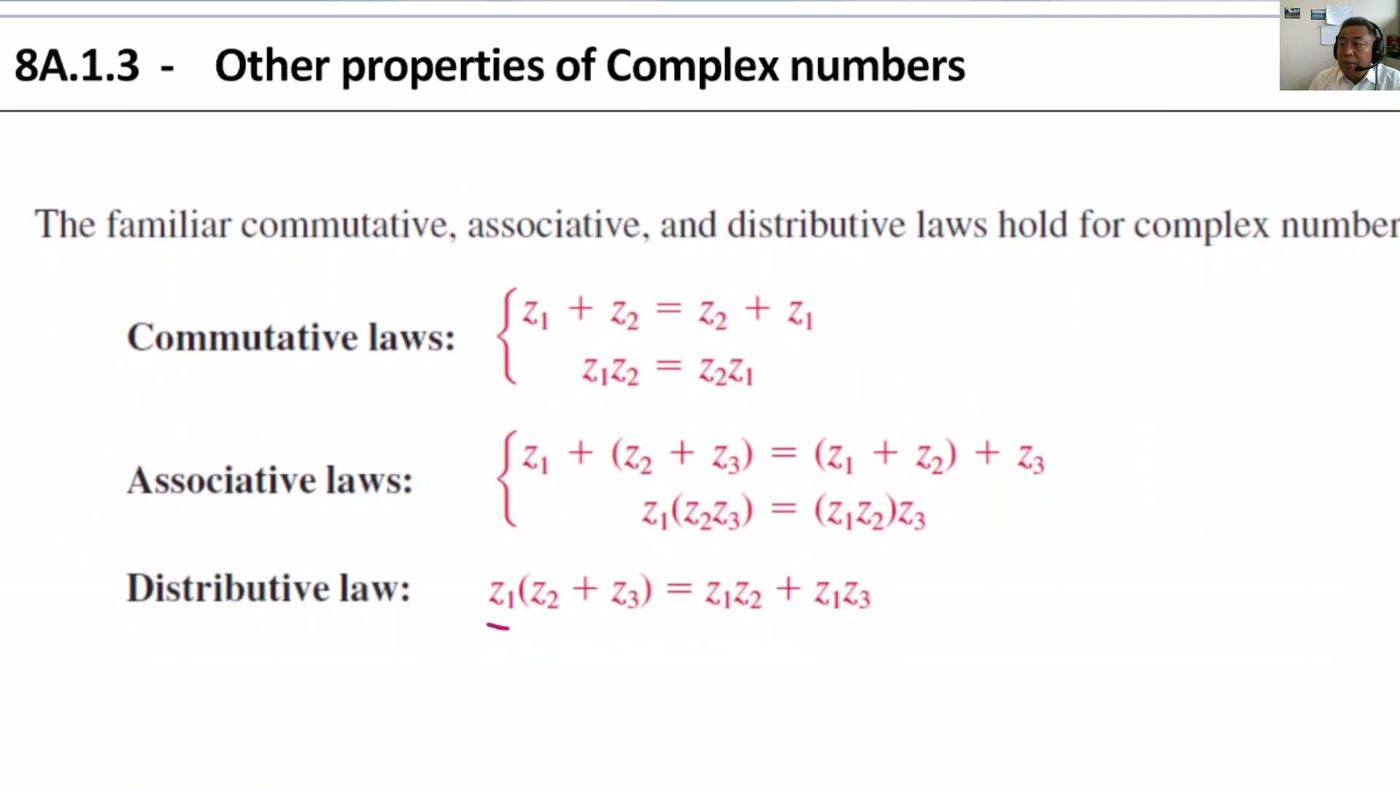 8A.1.3 - Other properties of Complex numbers
The familiar commutative, associative, and distributive laws hold for complex number
Commutative laws: z₁ + z₂ = z₂ + z₁
z₁z₂ = z₂z₁
Associative laws: z₁ + (z₂ + z₃) = (z₁ + z₂) + z₃
z₁(z₂z₃) = (z₁z₂)z₃
Distributive law: z₁(z₂ + z₃) = z₁z₂ + z₁z₃